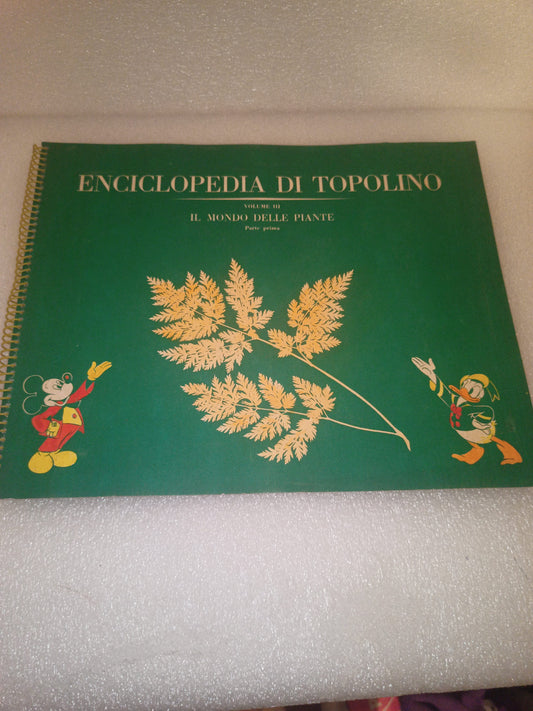 ENCICLOPEDIA DI TOPOLINO
VOLUME III
IL MONDO DELLE PIANTE
Parte prima